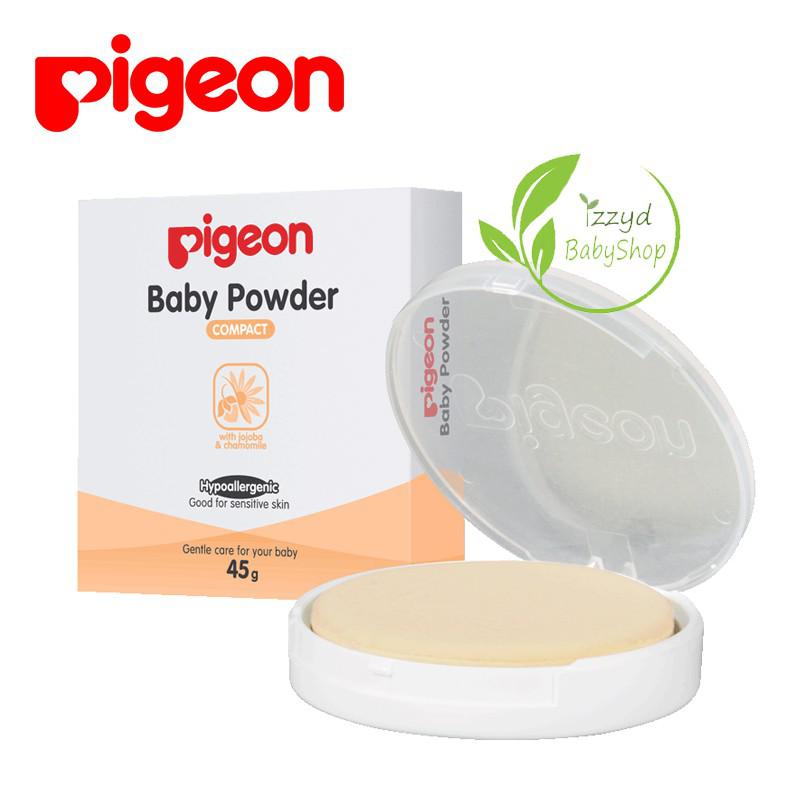 pigeon
izzyd
BabyShop
pigeon
Baby Powder
COMPACT
with jojoba
& chamomile
Hypoallergenic
Good for sensitive skin
Gentle care for your baby
45g
pigeon
Baby Powder
pigeon